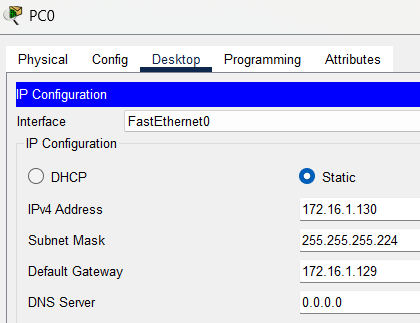 PC0
Physical Config Desktop Programming Attributes
IP Configuration
Interface FastEthernet0
IP Configuration
DHCP Static
IPv4 Address 172.16.1.130
Subnet Mask 255.255.255.224
Default Gateway 172.16.1.129
DNS Server 0.0.0.0